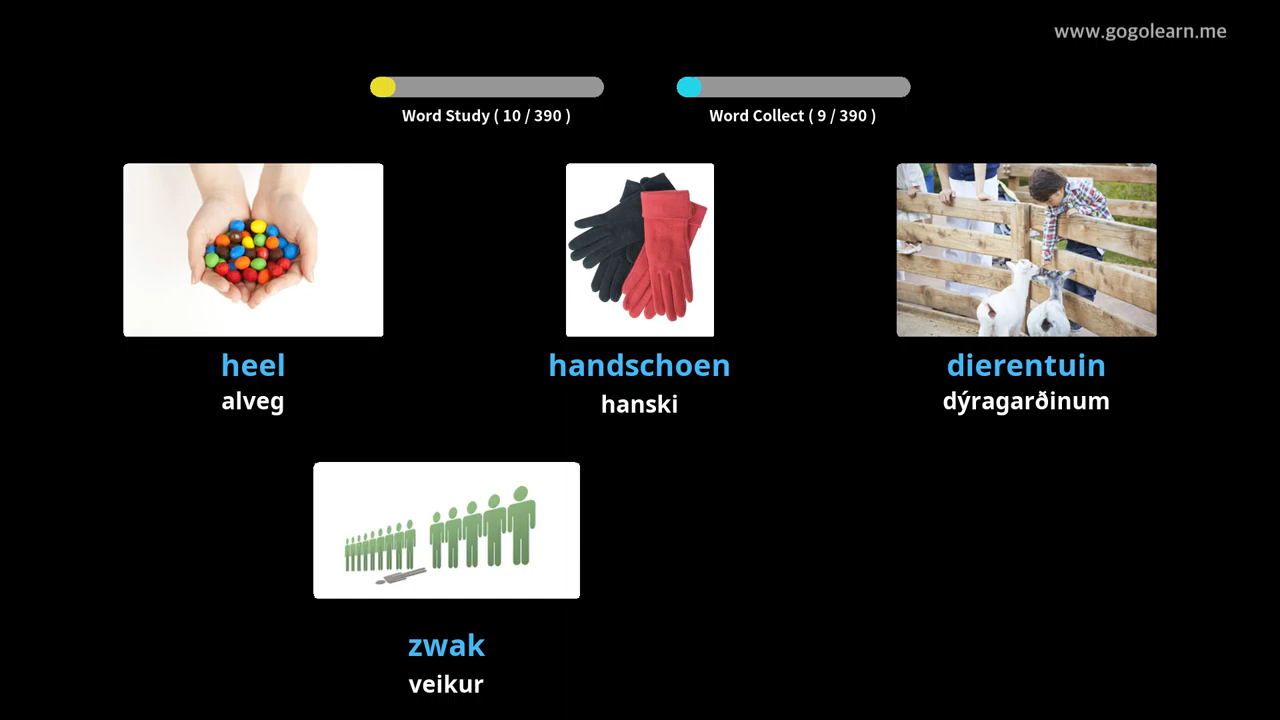 www.gogolearn.me
Word Study ( 10 / 390 )
Word Collect ( 9 / 390 )
heel
alveg
handschoen
hanski
dierentuin
dýragarðinum
zwak
veikur